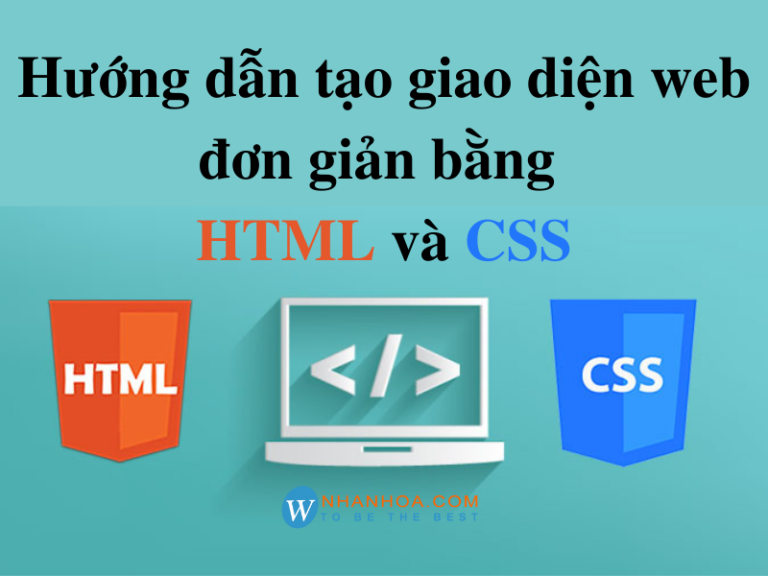 Hướng dẫn tạo giao diện web
đơn giản bằng
HTML và CSS
HTML
</>
CSS
W NHANHOA.COM
TO BE THE BEST